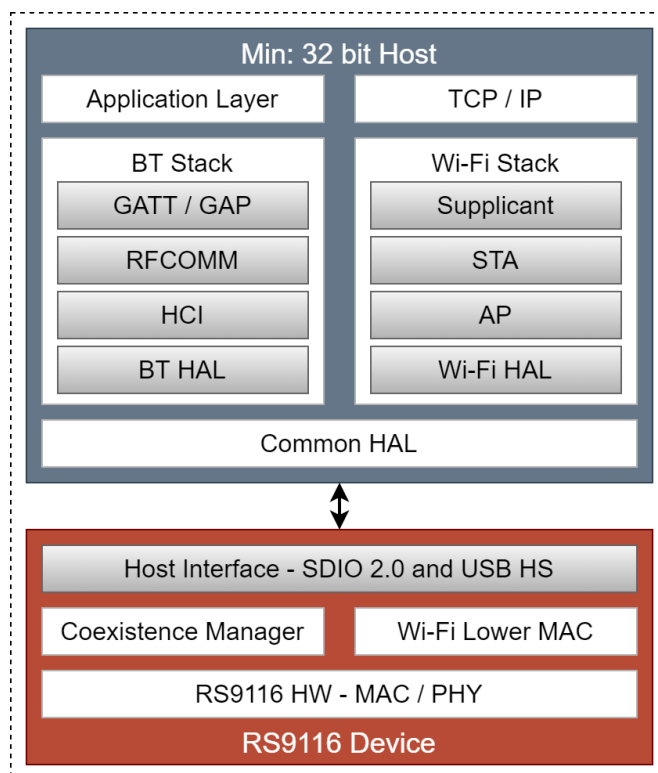 Min: 32 bit Host
Application Layer
TCP / IP
BT Stack
GATT / GAP
RFCOMM
HCI
BT HAL
Wi-Fi Stack
Supplicant
STA
AP
Wi-Fi HAL
Common HAL
Host Interface - SDIO 2.0 and USB HS
Coexistence Manager
Wi-Fi Lower MAC
RS9116 HW - MAC / PHY
RS9116 Device